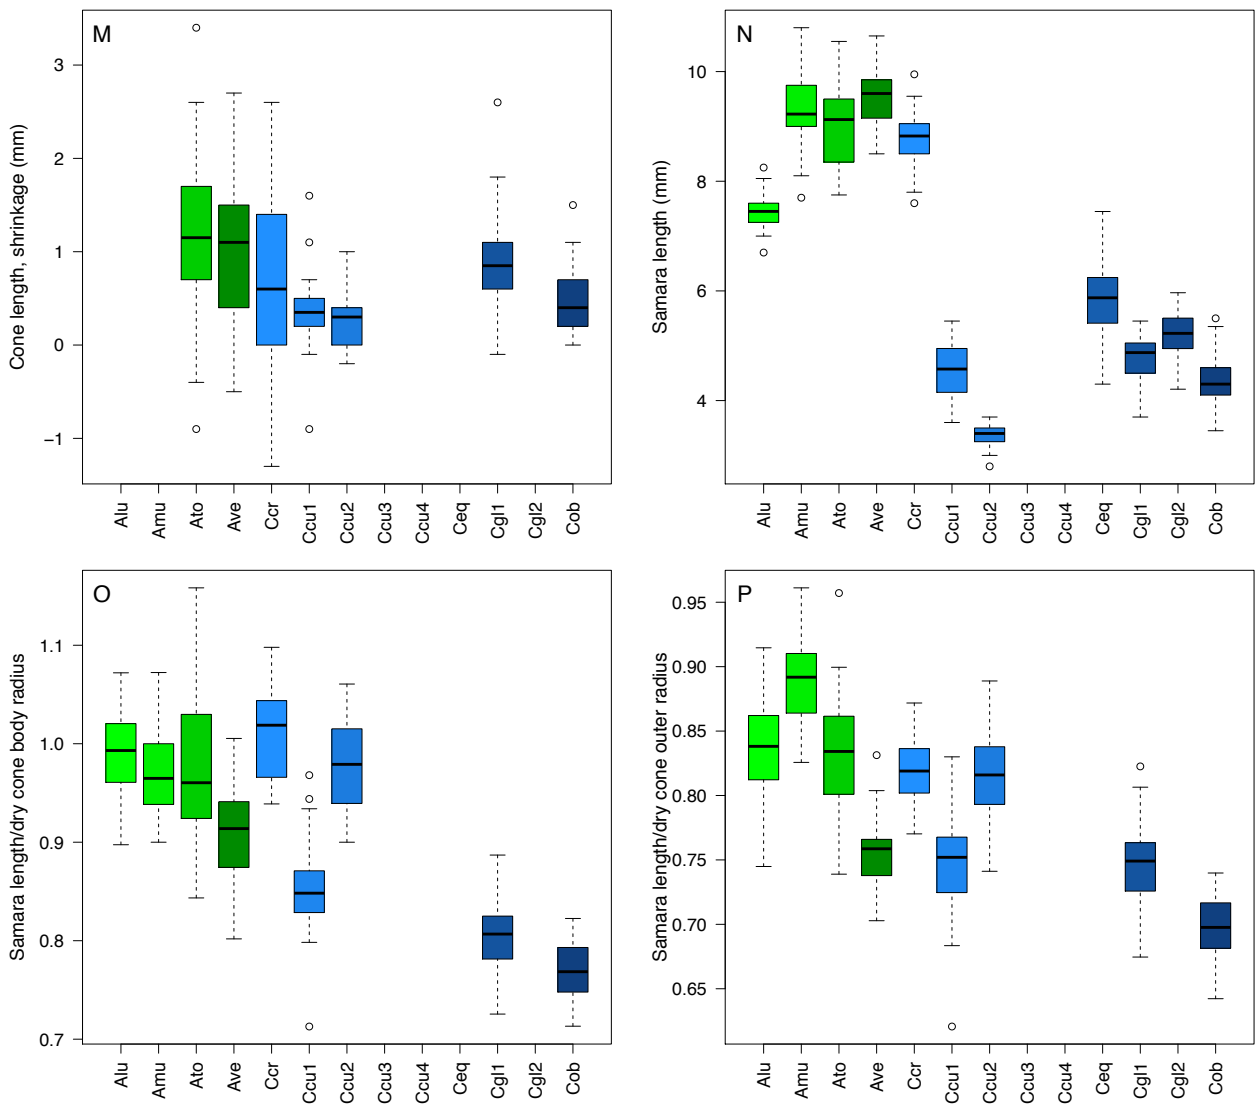 M
Cone length, shrinkage (mm)
3
2
1
0
−1
Alu Amu Ato Ave Ccr Ccu1 Ccu2 Ccu3 Ccu4 Ceq Cgl1 Cgl2 Cob
N
Samara length (mm)
10
8
6
4
Alu Amu Ato Ave Ccr Ccu1 Ccu2 Ccu3 Ccu4 Ceq Cgl1 Cgl2 Cob
O
Samara length/dry cone body radius
1.1
1.0
0.9
0.8
0.7
Alu Amu Ato Ave Ccr Ccu1 Ccu2 Ccu3 Ccu4 Ceq Cgl1 Cgl2 Cob
P
Samara length/dry cone outer radius
0.95
0.90
0.85
0.80
0.75
0.70
0.65
Alu Amu Ato Ave Ccr Ccu1 Ccu2 Ccu3 Ccu4 Ceq Cgl1 Cgl2 Cob